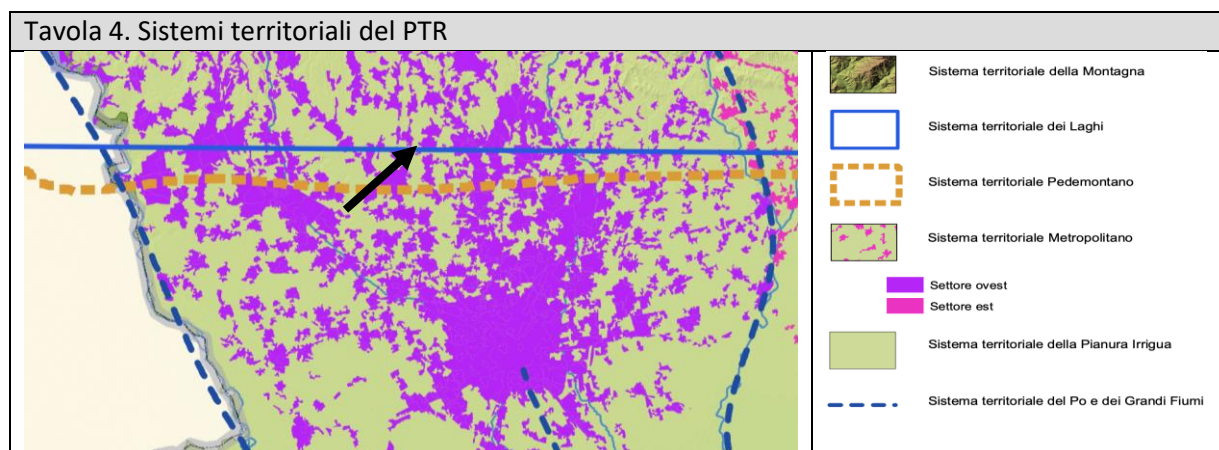 Tavola 4. Sistemi territoriali del PTR
Sistema territoriale della Montagna
Sistema territoriale dei Laghi
Sistema territoriale Pedemontano
Sistema territoriale Metropolitano
Settore ovest
Settore est
Sistema territoriale della Pianura Irrigua
Sistema territoriale del Po e dei Grandi Fiumi